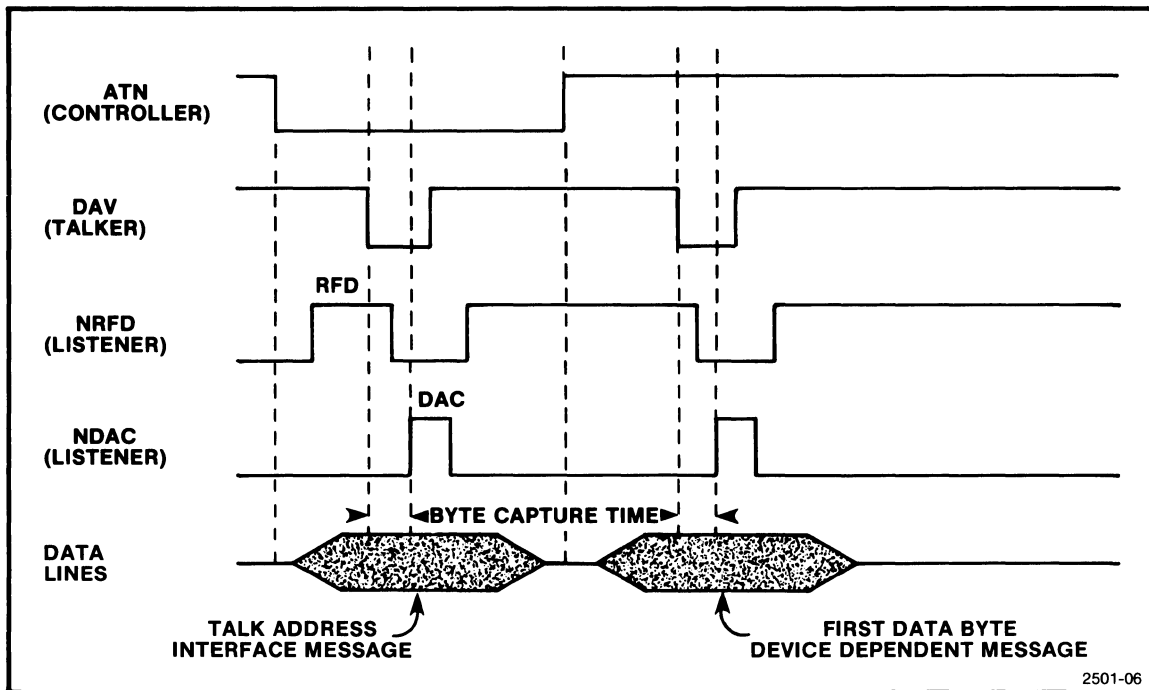 ATN
(CONTROLLER)
DAV
(TALKER)
RFD
NRFD
(LISTENER)
DAC
NDAC
(LISTENER)
BYTE CAPTURE TIME
DATA
LINES
TALK ADDRESS
INTERFACE MESSAGE
FIRST DATA BYTE
DEVICE DEPENDENT MESSAGE
2501-06